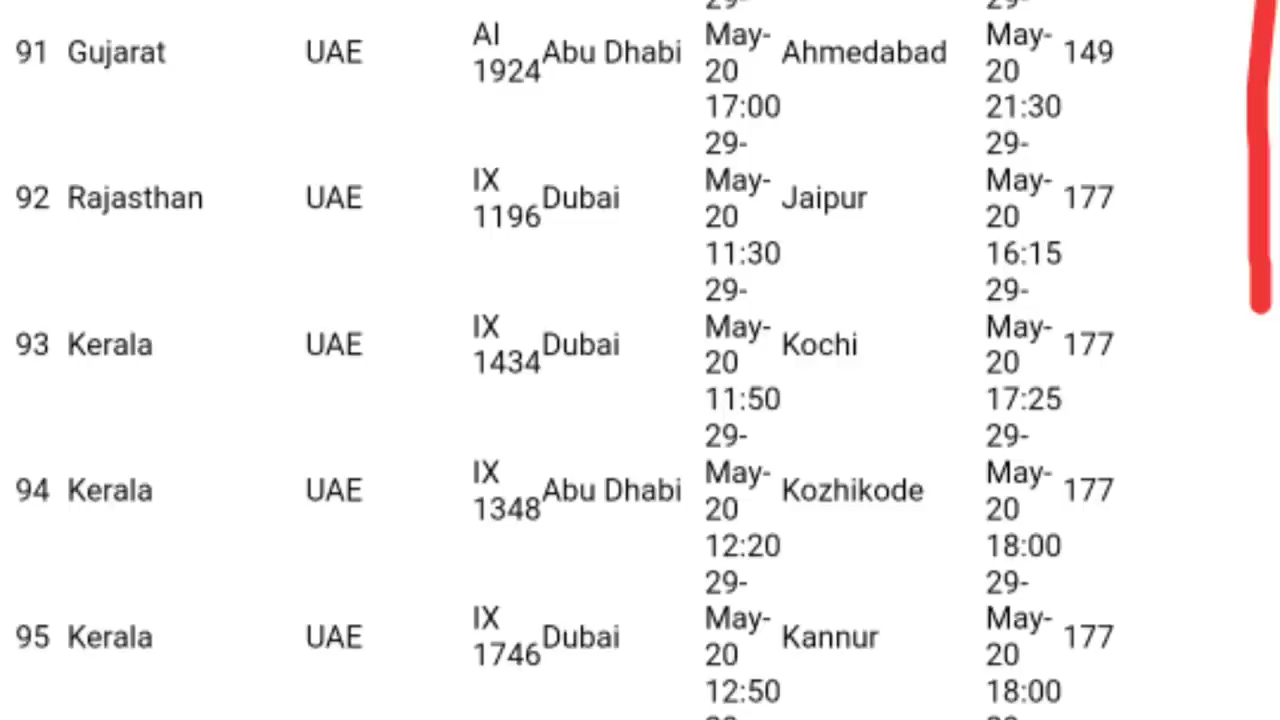 29- 29-
91 Gujarat UAE AI 1924 Abu Dhabi May-20 17:00 Ahmedabad May-20 21:30 149
29- 29-
92 Rajasthan UAE IX 1196 Dubai May-20 11:30 Jaipur May-20 16:15 177
29- 29-
93 Kerala UAE IX 1434 Dubai May-20 11:50 Kochi May-20 17:25 177
29- 29-
94 Kerala UAE IX 1348 Abu Dhabi May-20 12:20 Kozhikode May-20 18:00 177
29- 29-
95 Kerala UAE IX 1746 Dubai May-20 12:50 Kannur May-20 18:00 177